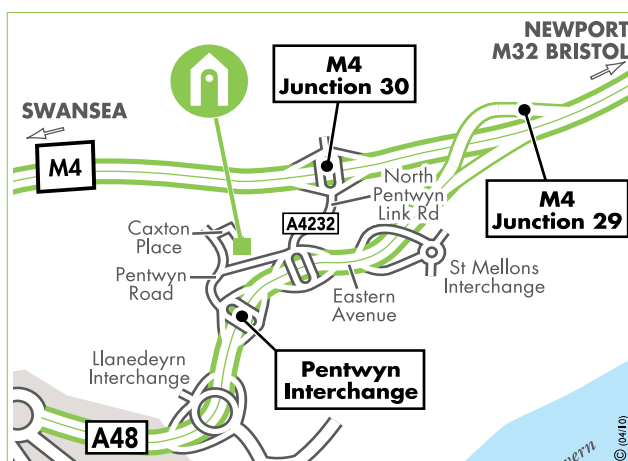 NEWPORT
M32 BRISTOL
M4
Junction 30
SWANSEA
M4
North
Pentwyn
Link Rd
M4
Junction 29
A4232
Caxton
Place
Pentwyn
Road
St Mellons
Interchange
Eastern
Avenue
Llanedeyrn
Interchange
Pentwyn
Interchange
A48
vern
© (04/10)